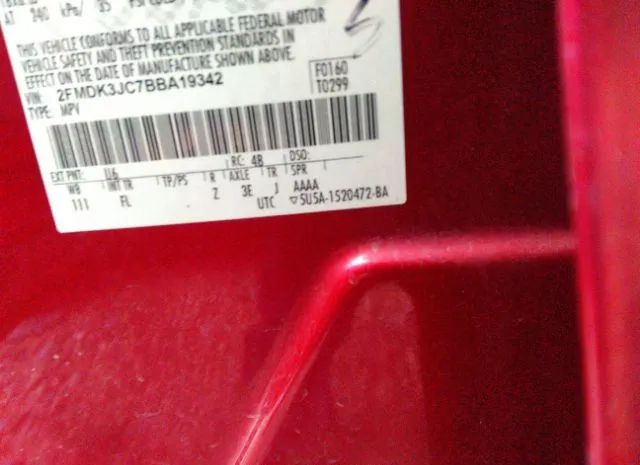 AT 240 kPa/ 35
THIS VEHICLE CONFORMS TO ALL APPLICABLE FEDERAL MOTOR
VEHICLE SAFETY AND THEFT PREVENTION STANDARDS IN
EFFECT ON THE DATE OF MANUFACTURE SHOWN ABOVE.
VIN: 2FMDK3JC7BBA19342
TYPE: MPV
F0160
T0299
EXT PNT: U6 RC: 4B DSO:
WB INT TR TP/PS R AXLE TR SPR
111 FL Z 3E J AAAA
UTC ▽5U5A-1520472-BA